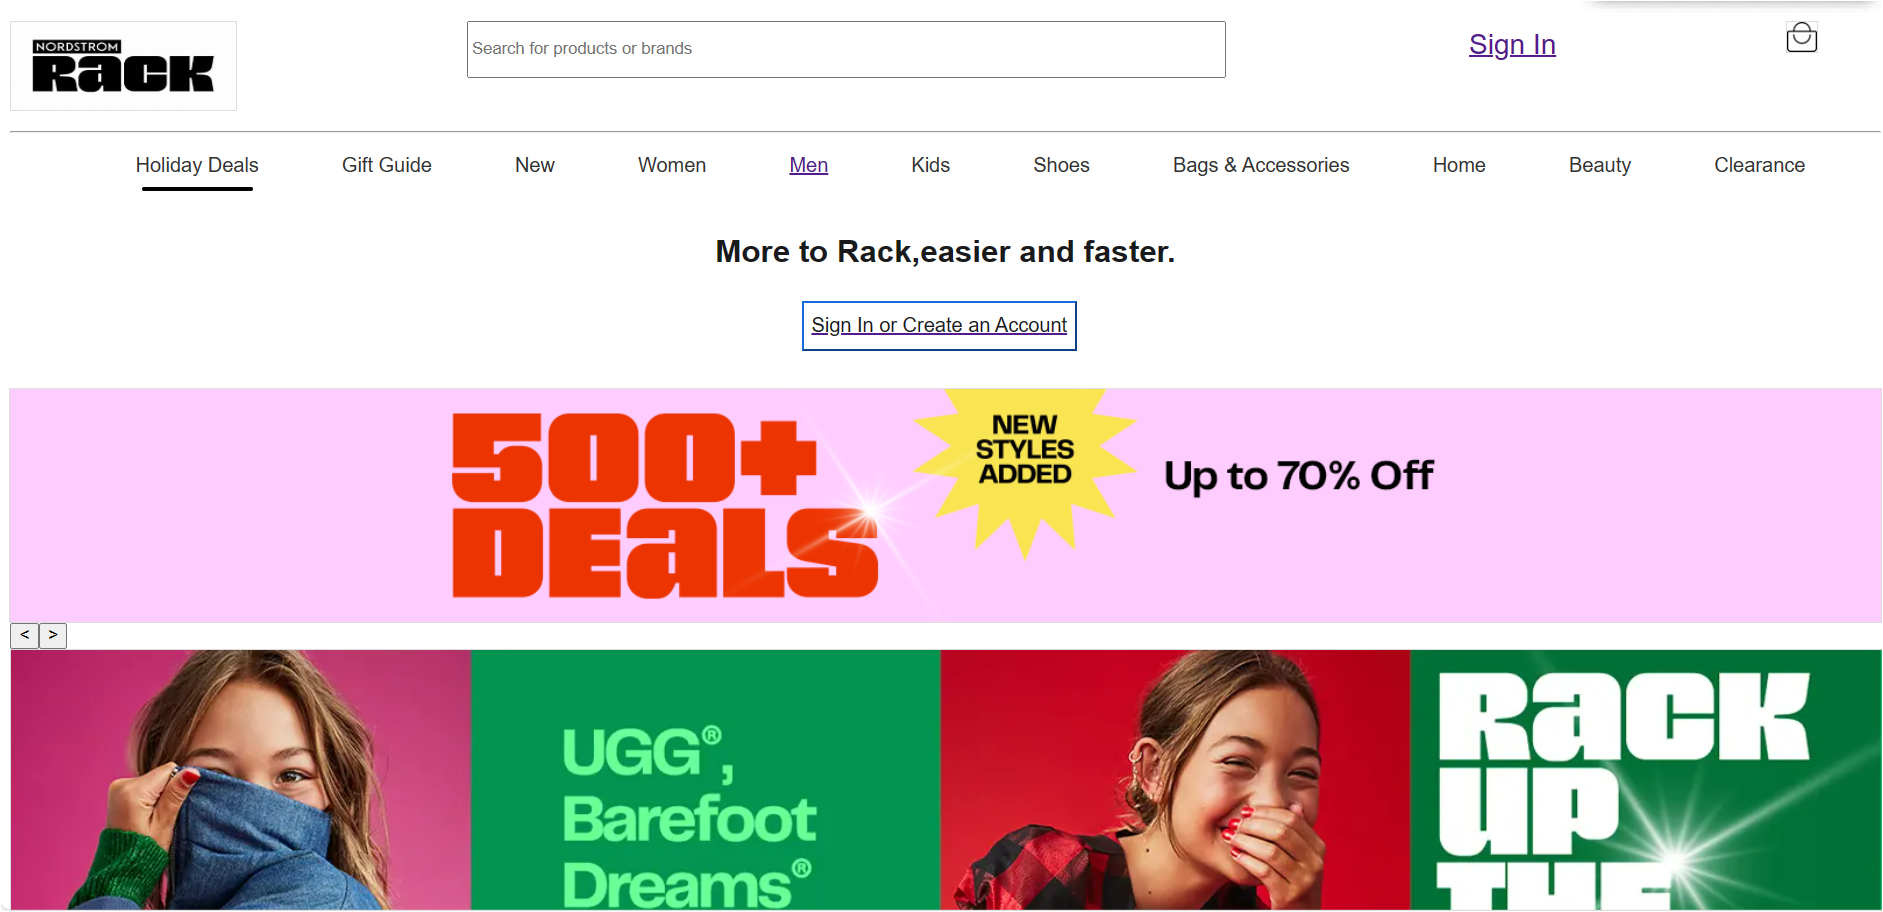 NORDSTROM
Rack
Search for products or brands
Sign In
Holiday Deals
Gift Guide
New
Women
Men
Kids
Shoes
Bags & Accessories
Home
Beauty
Clearance
More to Rack,easier and faster.
Sign In or Create an Account
500+
DEaLS
NEW
STYLES
ADDED
Up to 70% Off
<
>
UGG®,
Barefoot
Dreams®
Rack
UP
THE